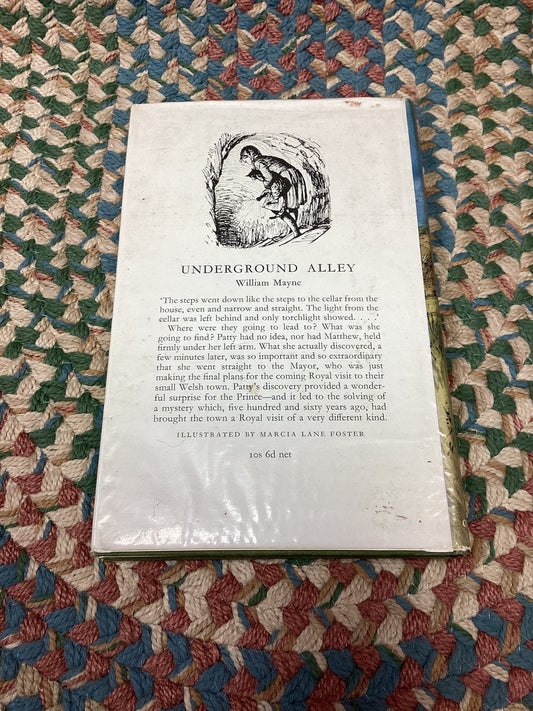 UNDERGROUND ALLEY
William Mayne
'The steps went down like the steps to the cellar from the
house, even and narrow and straight. The light from the
cellar was left behind and only torchlight showed. . . .'
Where were they going to lead to? What was she
going to find? Patty had no idea, nor had Matthew, held
firmly under her left arm. What she actually discovered, a
few minutes later, was so important and so extraordinary
that she went straight to the Mayor, who was just
making the final plans for the coming Royal visit to their
small Welsh town. Patty's discovery provided a wonder-
ful surprise for the Prince—and it led to the solving of
a mystery which, five hundred and sixty years ago, had
brought the town a Royal visit of a very different kind.
ILLUSTRATED BY MARCIA LANE FOSTER
10s 6d net